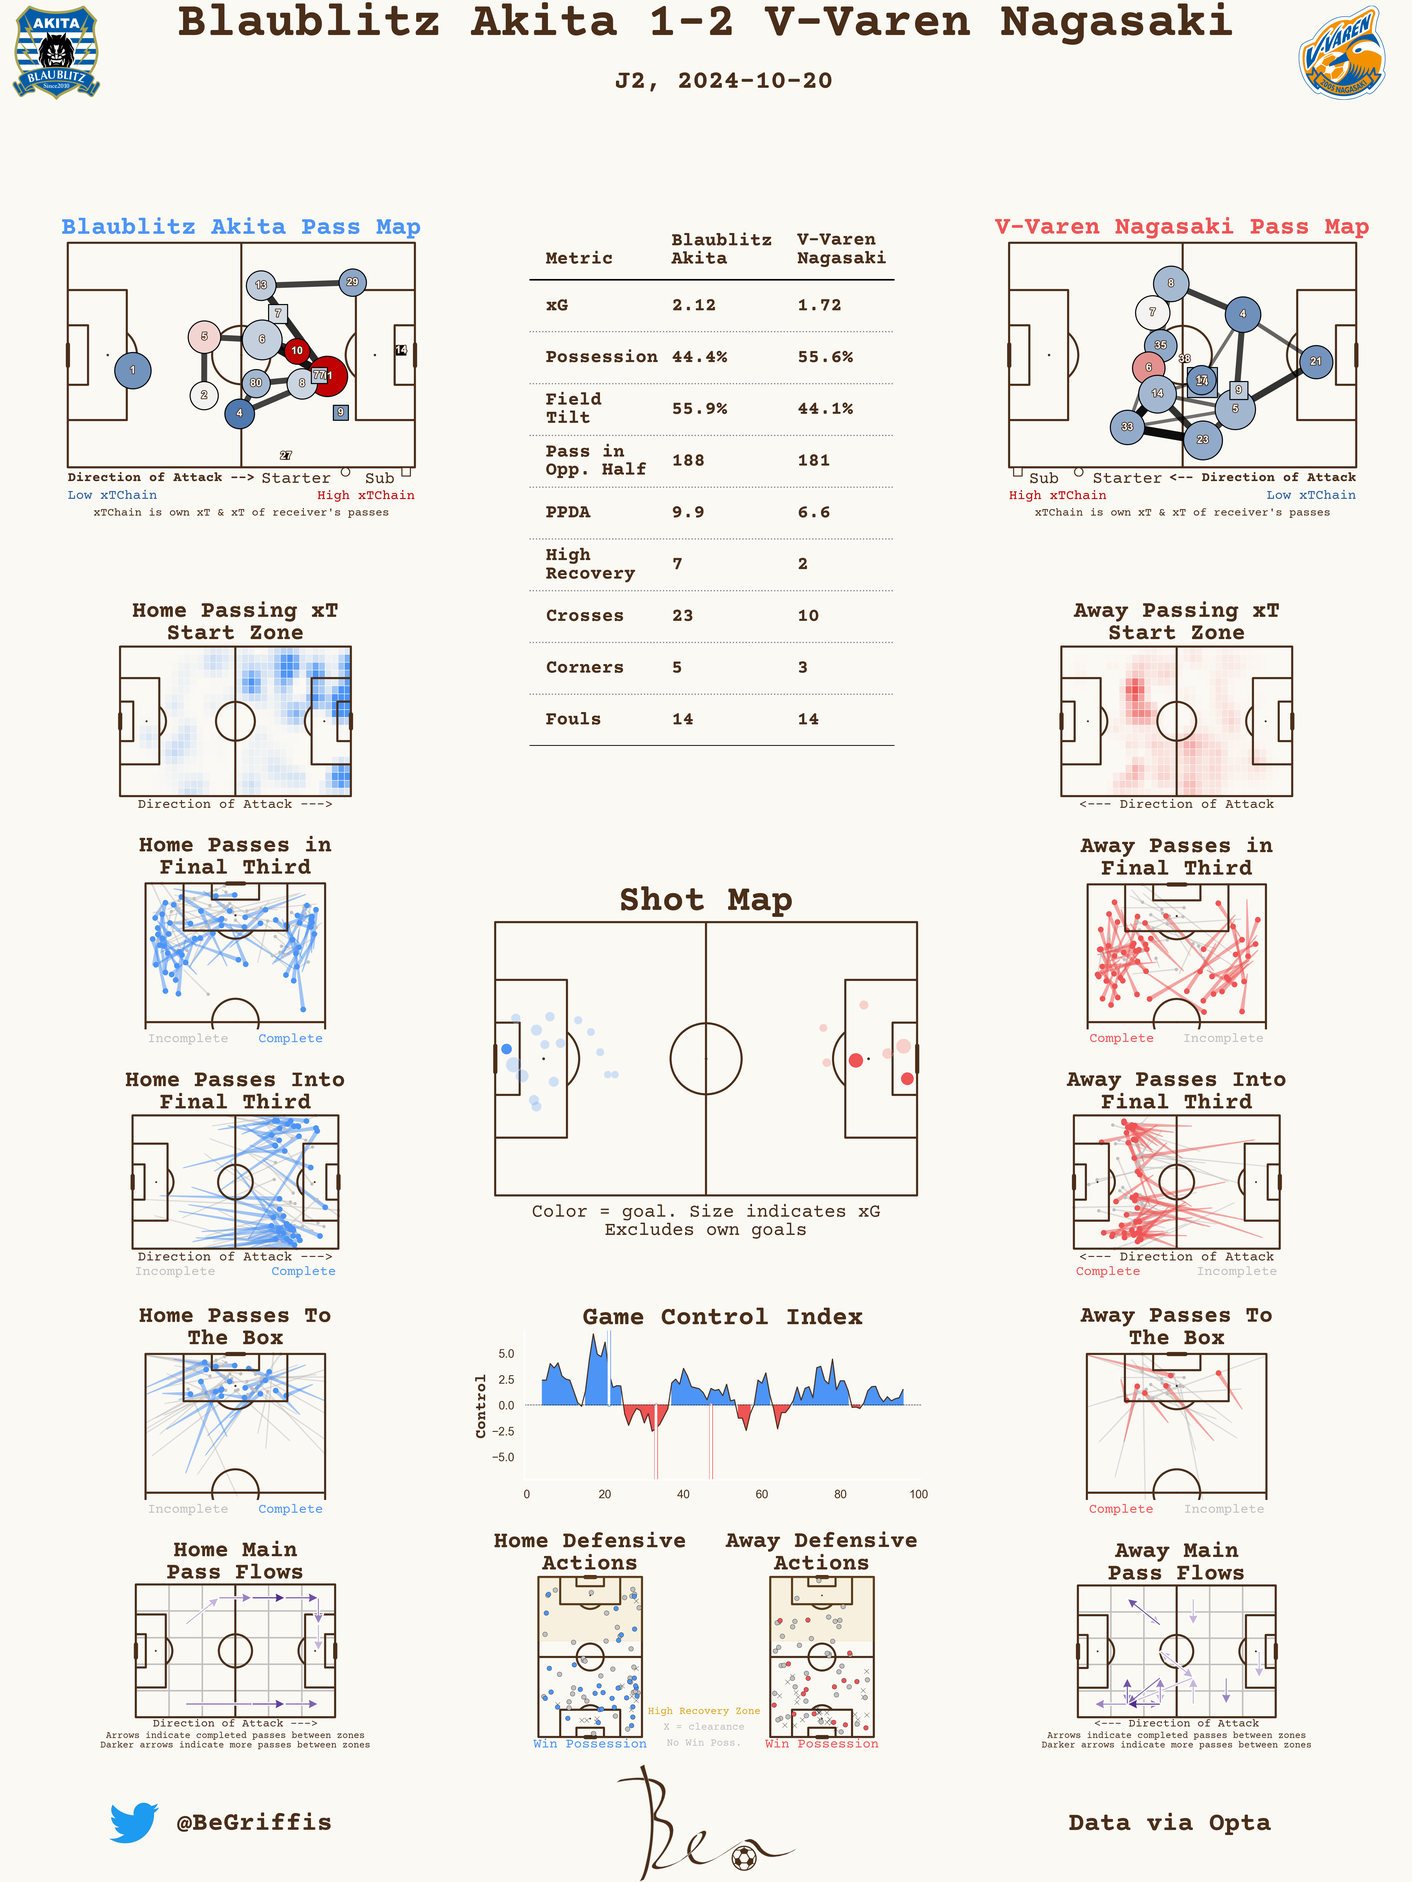 Blaublitz Akita 1-2 V-Varen Nagasaki
J2, 2024-10-20
AKITA
BLAUBLITZ
Since2010
V·VAREN
2005 NAGASAKI
Blaublitz Akita Pass Map
13
29
7
5
6
10
14
1
77
80
8
2
4
9
27
Direction of Attack --> Starter Sub
Low xTChain High xTChain
xTChain is own xT & xT of receiver's passes
Metric Blaublitz Akita V-Varen Nagasaki
xG 2.12 1.72
Possession 44.4% 55.6%
Field Tilt 55.9% 44.1%
Pass in Opp. Half 188 181
PPDA 9.9 6.6
High Recovery 7 2
Crosses 23 10
Corners 5 3
Fouls 14 14
V-Varen Nagasaki Pass Map
8
7
4
35
38
21
6
17
14
9
5
33
23
Sub Starter <-- Direction of Attack
High xTChain Low xTChain
xTChain is own xT & xT of receiver's passes
Home Passing xT
Start Zone
Direction of Attack --->
Away Passing xT
Start Zone
<--- Direction of Attack
Home Passes in
Final Third
Incomplete Complete
Away Passes in
Final Third
Complete Incomplete
Shot Map
Color = goal. Size indicates xG
Excludes own goals
Home Passes Into
Final Third
Direction of Attack --->
Incomplete Complete
Away Passes Into
Final Third
<--- Direction of Attack
Complete Incomplete
Home Passes To
The Box
Incomplete Complete
Game Control Index
Control
5.0
2.5
0.0
−2.5
−5.0
0 20 40 60 80 100
Away Passes To
The Box
Complete Incomplete
Home Main
Pass Flows
Direction of Attack --->
Arrows indicate completed passes between zones
Darker arrows indicate more passes between zones
Home Defensive
Actions
Win Possession
High Recovery Zone
X = clearance
No Win Poss.
Away Defensive
Actions
Win Possession
Away Main
Pass Flows
<--- Direction of Attack
Arrows indicate completed passes between zones
Darker arrows indicate more passes between zones
@BeGriffis
Ben
Data via Opta